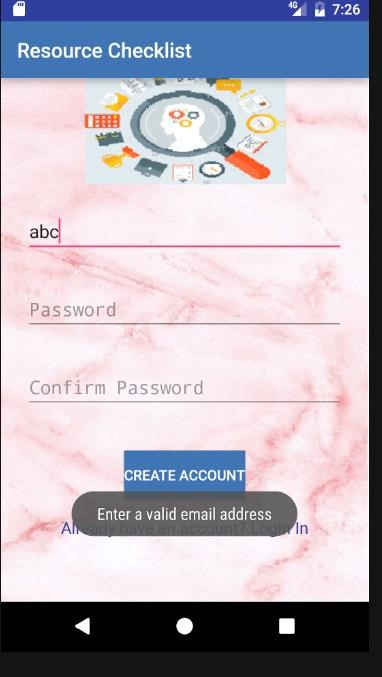 4G 7:26
Resource Checklist
abc
Password
Confirm Password
CREATE ACCOUNT
Enter a valid email address
Already have an account? Login In